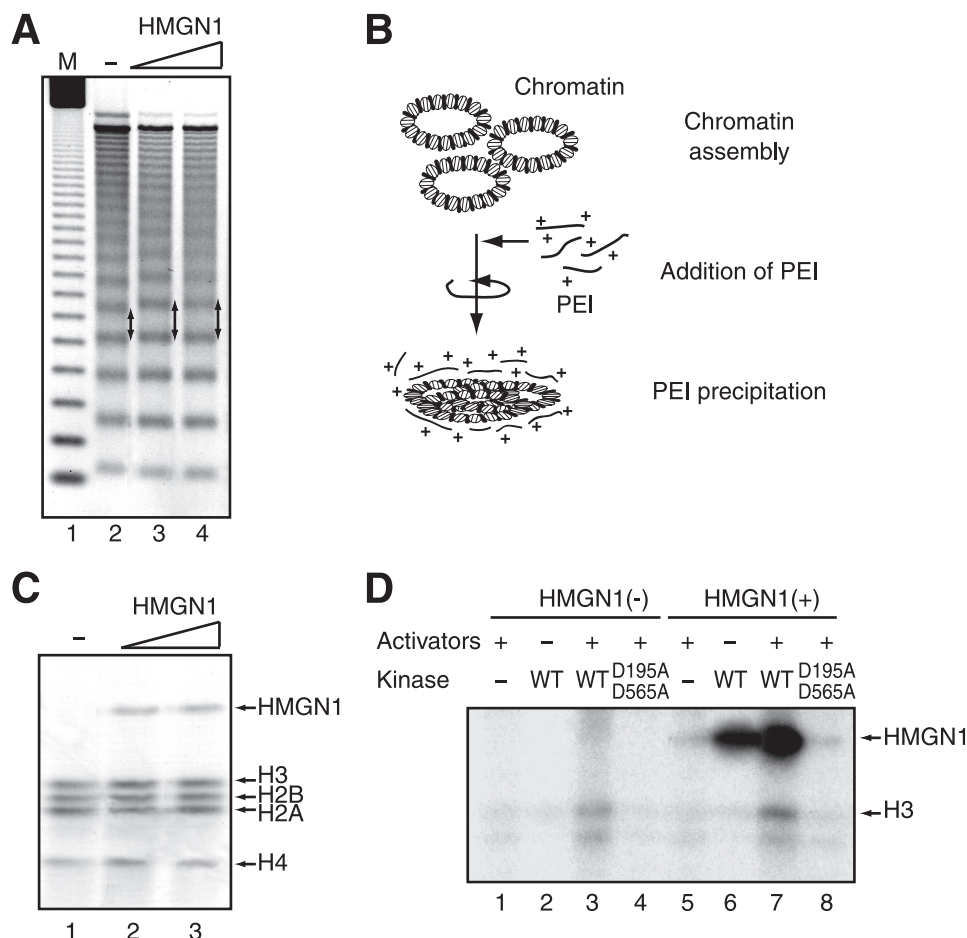 A
HMGN1
M
–
1 2 3 4
B
Chromatin
Chromatin
assembly
+ + + + + +
Addition of PEI
PEI
PEI precipitation
C
HMGN1
–
HMGN1
H3
H2B
H2A
H4
1 2 3
D
HMGN1(-) HMGN1(+)
Activators + – + + + – + +
Kinase – WT WT D195A D565A – WT WT D195A D565A
HMGN1
H3
1 2 3 4 5 6 7 8